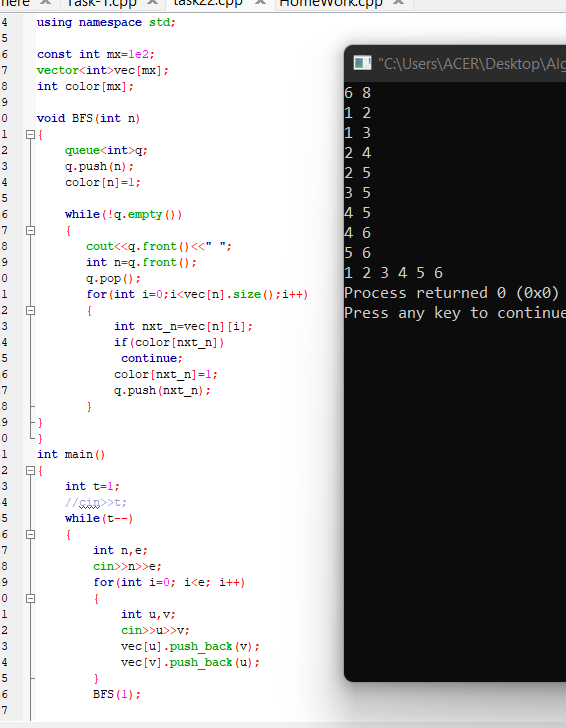 here Task-1.cpp task22.cpp HomeWork.cpp
4 using namespace std;
5
6 const int mx=1e2;
7 vector<int>vec[mx];
8 int color[mx];
9
0 void BFS(int n)
1 {
2 queue<int>q;
3 q.push(n);
4 color[n]=1;
5
6 while(!q.empty())
7 {
8 cout<<q.front()<<" ";
9 int n=q.front();
0 q.pop();
1 for(int i=0;i<vec[n].size();i++)
2 {
3 int nxt_n=vec[n][i];
4 if(color[nxt_n])
5 continue;
6 color[nxt_n]=1;
7 q.push(nxt_n);
8 }
9 }
0 }
1 int main()
2 {
3 int t=1;
4 //cin>>t;
5 while(t--)
6 {
7 int n,e;
8 cin>>n>>e;
9 for(int i=0; i<e; i++)
0 {
1 int u,v;
2 cin>>u>>v;
3 vec[u].push_back(v);
4 vec[v].push_back(u);
5 }
6 BFS(1);
7
"C:\Users\ACER\Desktop\Alg
6 8
1 2
1 3
2 4
2 5
3 5
4 5
4 6
5 6
1 2 3 4 5 6
Process returned 0 (0x0)
Press any key to continue